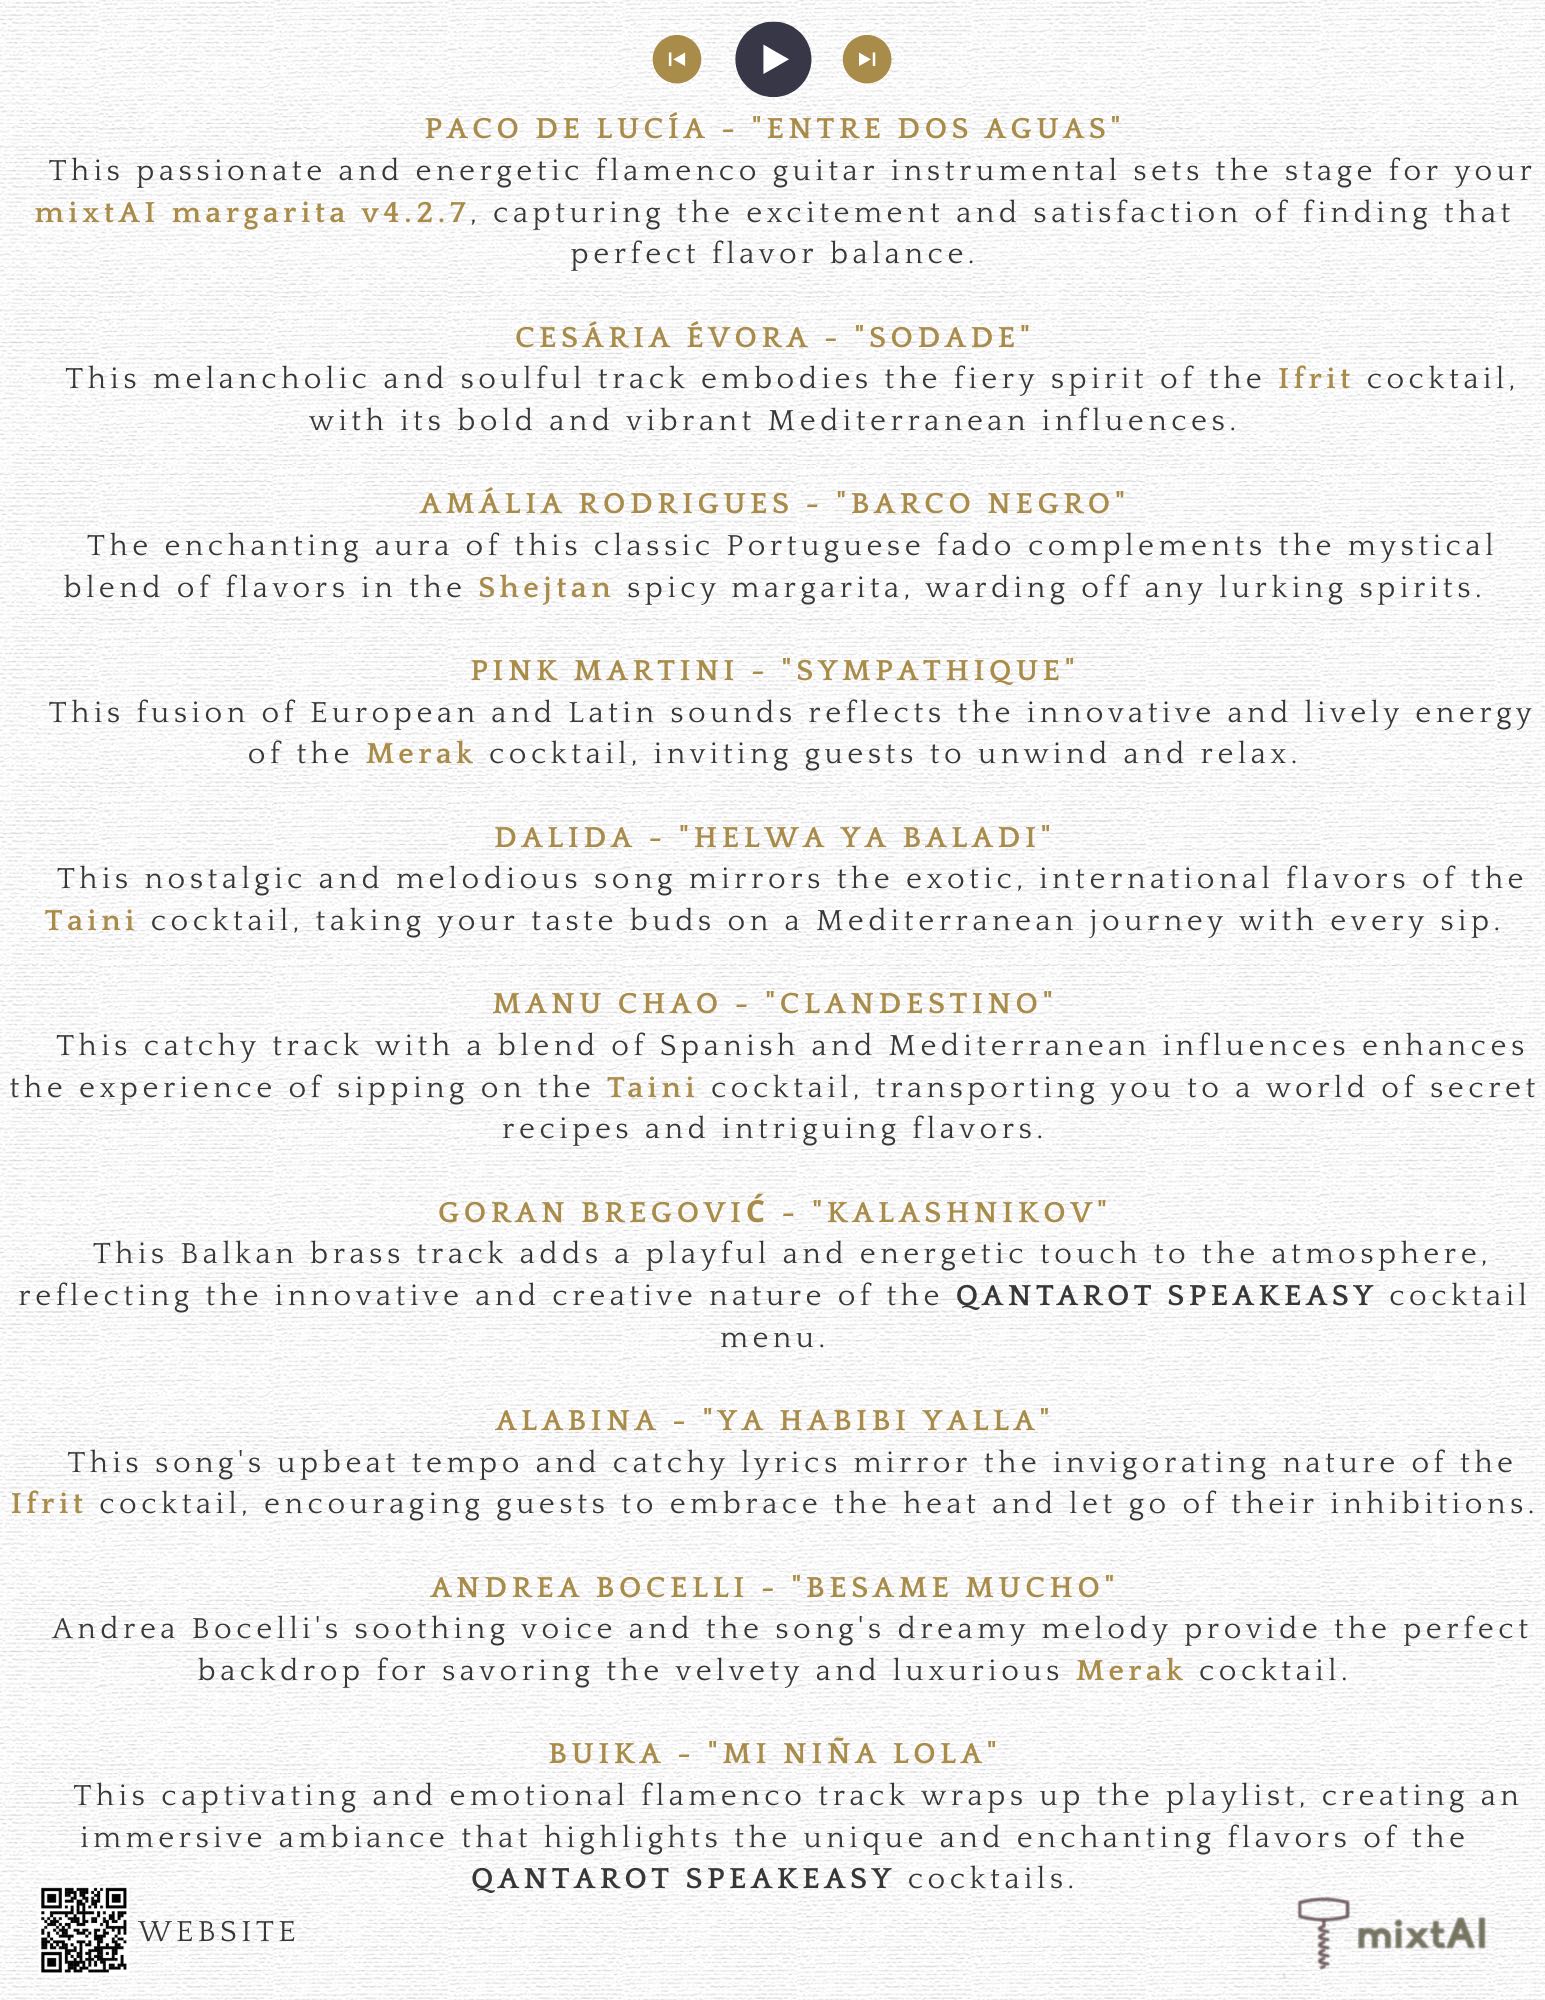 PACO DE LUCÍA - "ENTRE DOS AGUAS"
This passionate and energetic flamenco guitar instrumental sets the stage for your
mixtAI margarita v4.2.7, capturing the excitement and satisfaction of finding that
perfect flavor balance.
CESÁRIA ÉVORA - "SODADE"
This melancholic and soulful track embodies the fiery spirit of the Ifrit cocktail,
with its bold and vibrant Mediterranean influences.
AMÁLIA RODRIGUES - "BARCO NEGRO"
The enchanting aura of this classic Portuguese fado complements the mystical
blend of flavors in the Shejtan spicy margarita, warding off any lurking spirits.
PINK MARTINI - "SYMPATHIQUE"
This fusion of European and Latin sounds reflects the innovative and lively energy
of the Merak cocktail, inviting guests to unwind and relax.
DALIDA - "HELWA YA BALADI"
This nostalgic and melodious song mirrors the exotic, international flavors of the
Taini cocktail, taking your taste buds on a Mediterranean journey with every sip.
MANU CHAO - "CLANDESTINO"
This catchy track with a blend of Spanish and Mediterranean influences enhances
the experience of sipping on the Taini cocktail, transporting you to a world of secret
recipes and intriguing flavors.
GORAN BREGOVIĆ - "KALASHNIKOV"
This Balkan brass track adds a playful and energetic touch to the atmosphere,
reflecting the innovative and creative nature of the QANTAROT SPEAKEASY cocktail
menu.
ALABINA - "YA HABIBI YALLA"
This song's upbeat tempo and catchy lyrics mirror the invigorating nature of the
Ifrit cocktail, encouraging guests to embrace the heat and let go of their inhibitions.
ANDREA BOCELLI - "BESAME MUCHO"
Andrea Bocelli's soothing voice and the song's dreamy melody provide the perfect
backdrop for savoring the velvety and luxurious Merak cocktail.
BUIKA - "MI NIÑA LOLA"
This captivating and emotional flamenco track wraps up the playlist, creating an
immersive ambiance that highlights the unique and enchanting flavors of the
QANTAROT SPEAKEASY cocktails.
WEBSITE
mixtAI